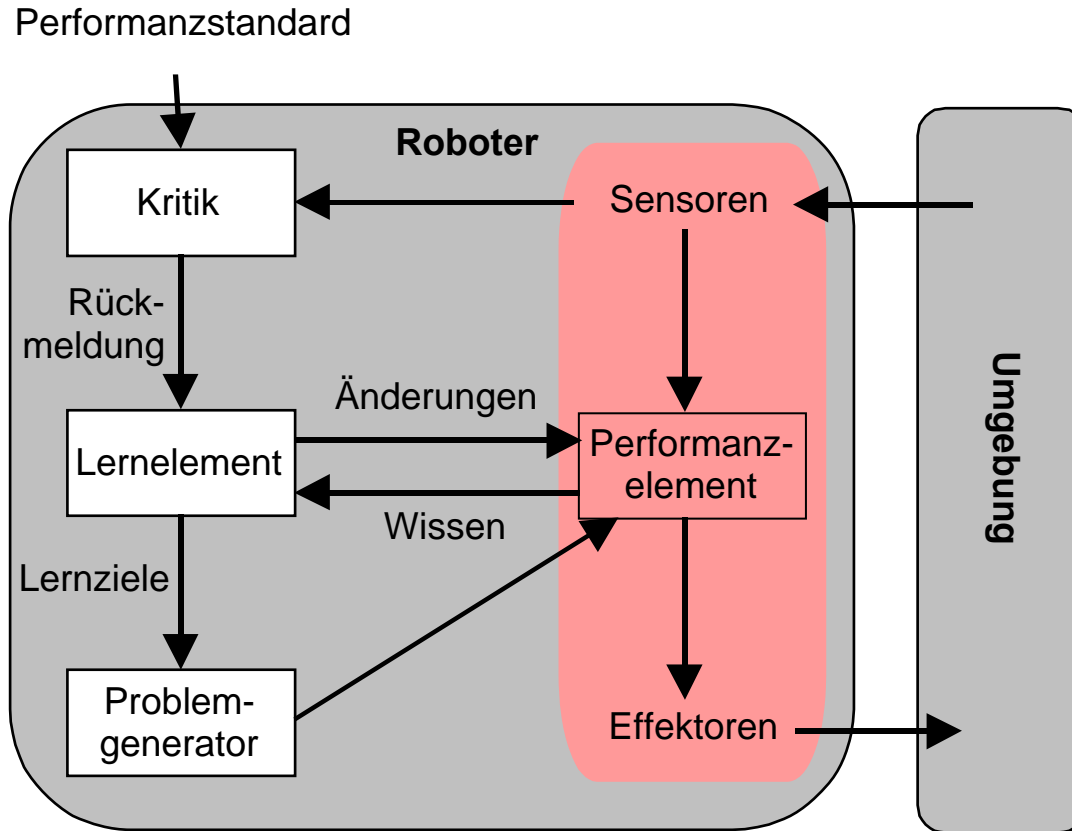 Performanzstandard
Roboter
Kritik
Sensoren
Rück-
meldung
Änderungen
Lernelement
Performanz-
element
Wissen
Lernziele
Problem-
generator
Effektoren
Umgebung